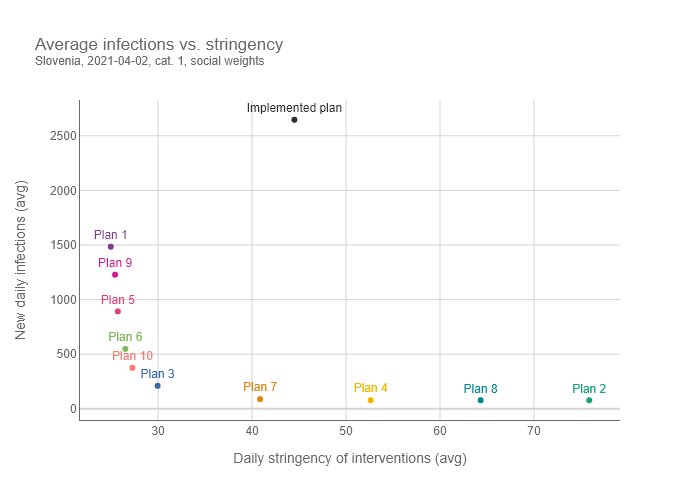 Average infections vs. stringency
Slovenia, 2021-04-02, cat. 1, social weights
Implemented plan
2500
2000
1500
1000
500
0
New daily infections (avg)
Plan 1
Plan 9
Plan 5
Plan 6
Plan 10
Plan 3
Plan 7
Plan 4
Plan 8
Plan 2
30
40
50
60
70
Daily stringency of interventions (avg)